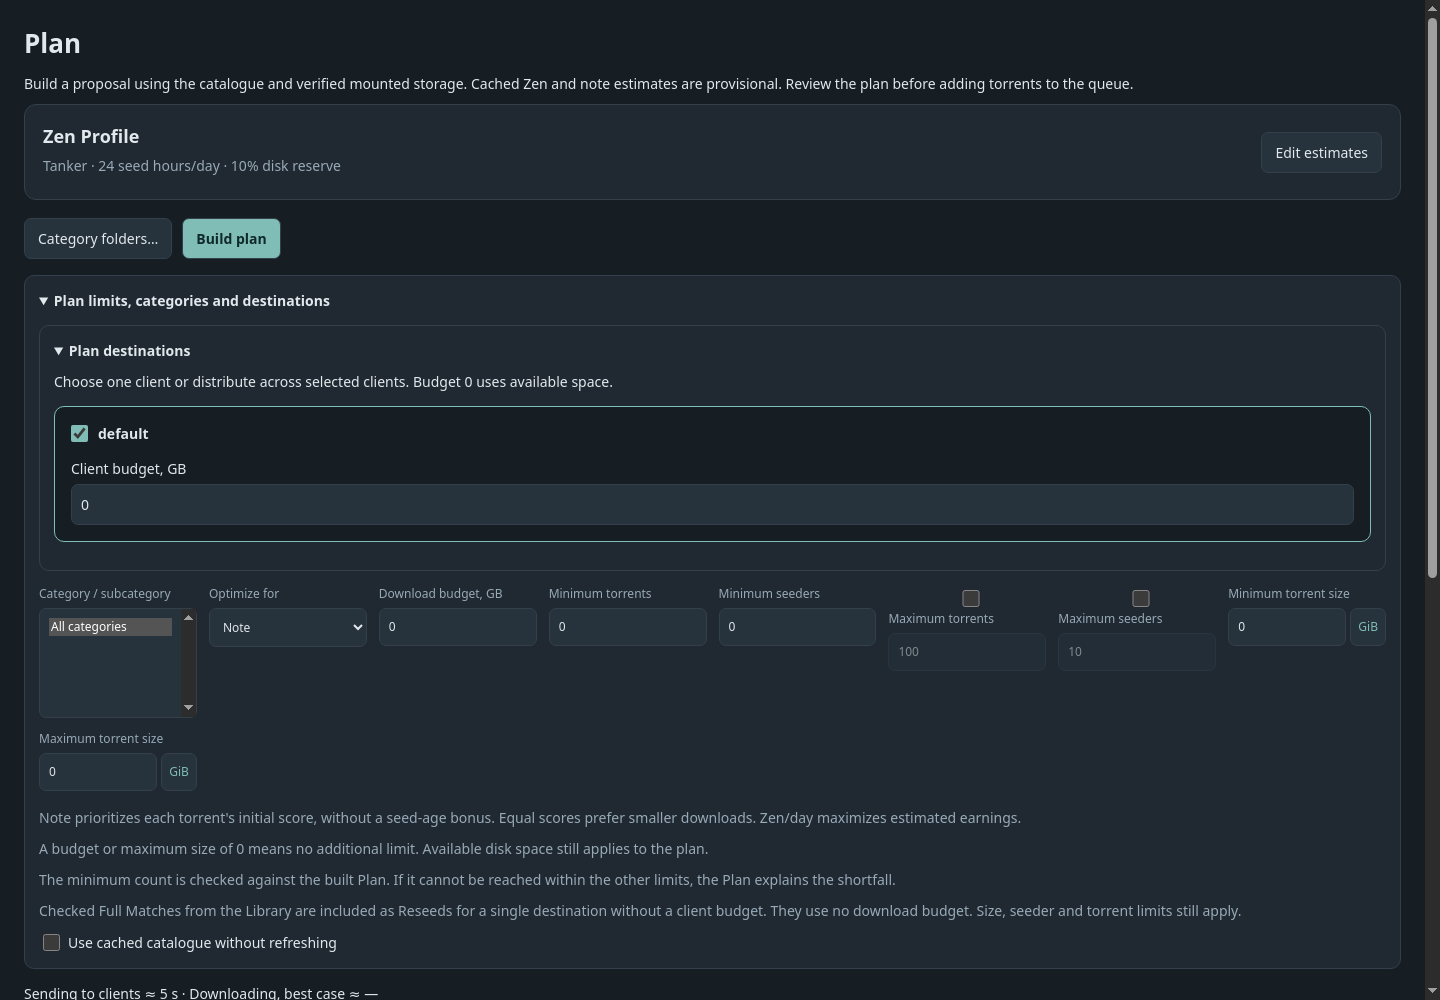 Plan
Build a proposal using the catalogue and verified mounted storage. Cached Zen and note estimates are provisional. Review the plan before adding torrents to the queue.
Zen Profile
Tanker · 24 seed hours/day · 10% disk reserve
Edit estimates
Category folders...
Build plan
▼ Plan limits, categories and destinations
▼ Plan destinations
Choose one client or distribute across selected clients. Budget 0 uses available space.
default
Client budget, GB
0
Category / subcategory
All categories
Optimize for
Note
Download budget, GB
0
Minimum torrents
0
Minimum seeders
0
Maximum torrents
100
Maximum seeders
10
Minimum torrent size
0 GiB
Maximum torrent size
0 GiB
Note prioritizes each torrent's initial score, without a seed-age bonus. Equal scores prefer smaller downloads. Zen/day maximizes estimated earnings.
A budget or maximum size of 0 means no additional limit. Available disk space still applies to the plan.
The minimum count is checked against the built Plan. If it cannot be reached within the other limits, the Plan explains the shortfall.
Checked Full Matches from the Library are included as Reseeds for a single destination without a client budget. They use no download budget. Size, seeder and torrent limits still apply.
Use cached catalogue without refreshing
Sending to clients ≈ 5 s · Downloading, best case ≈ —